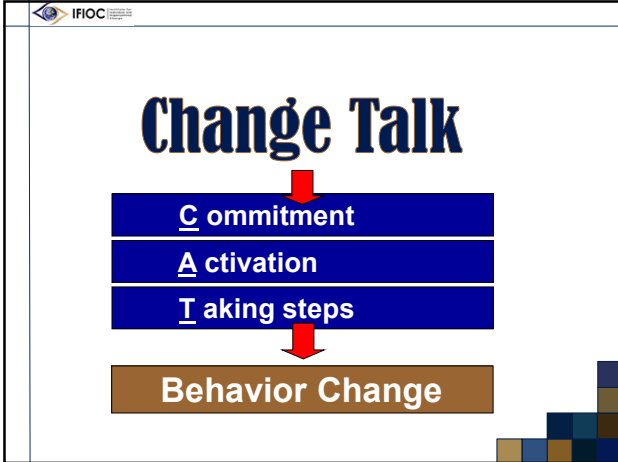 IFIOC
Change Talk
C ommitment
A ctivation
T aking steps
Behavior Change